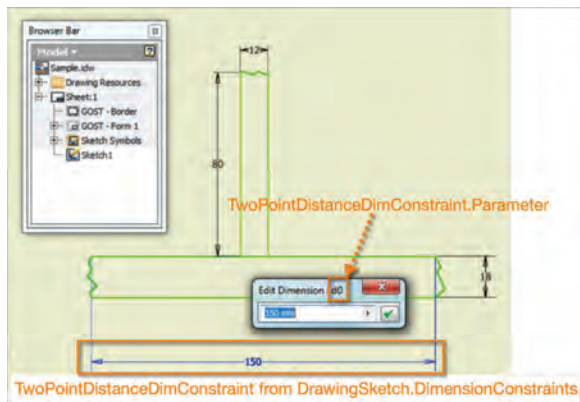 Browser Bar
Model
Sample.idw
Drawing Resources
Sheet:1
GOST - Border
GOST - Form 1
Sketch Symbols
Sketch1
12
80
TwoPointDistanceDimConstraint.Parameter
18
Edit Dimension : d0
150 mm
150
TwoPointDistanceDimConstraint from DrawingSketch.DimensionConstraints